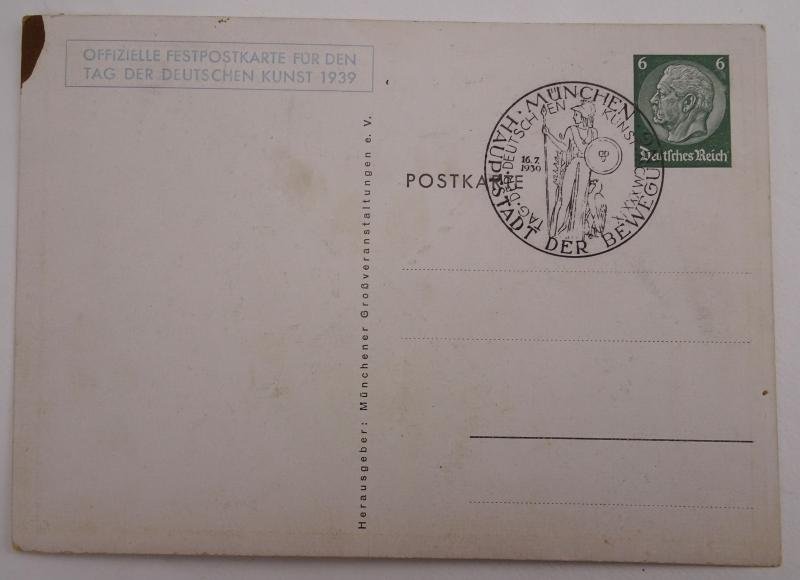 OFFIZIELLE FESTPOSTKARTE FÜR DEN
TAG DER DEUTSCHEN KUNST 1939
6 6
Deutsches Reich
MÜNCHEN
HAUPTSTADT DER BEWEGU
TAG DER DEUTSCHEN KUNST
16.7.
1939
POSTKARTE
Herausgeber: Münchener Großveranstaltungen e. V.